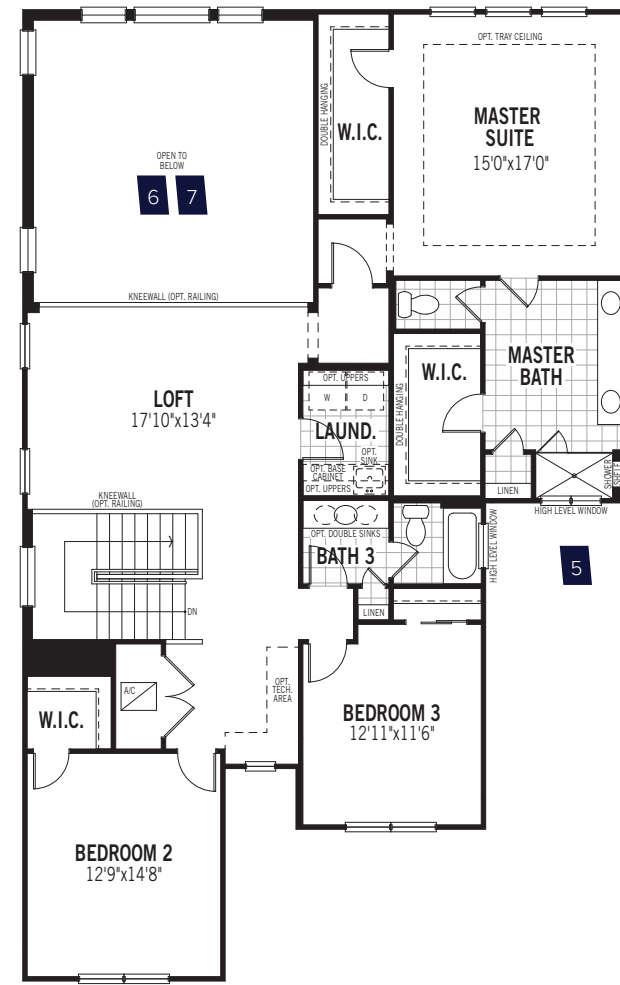 OPT. TRAY CEILING
MASTER
SUITE
15'0"x17'0"
DOUBLE HANGING
W.I.C.
OPEN TO
BELOW
6 7
KNEEWALL (OPT. RAILING)
LOFT
17'10"x13'4"
W.I.C.
DOUBLE HANGING
MASTER
BATH
OPT. UPPERS
W D
LAUND.
OPT.
SINK
OPT. BASE
CABINET
OPT. UPPERS
LINEN
SHOWER
SHELF
HIGH LEVEL WINDOW
KNEEWALL
(OPT. RAILING)
OPT. DOUBLE SINKS
BATH 3
HIGH LEVEL WINDOW
5
LINEN
DN
A/C
OPT.
TECH.
AREA
W.I.C.
BEDROOM 3
12'11"x11'6"
BEDROOM 2
12'9"x14'8"